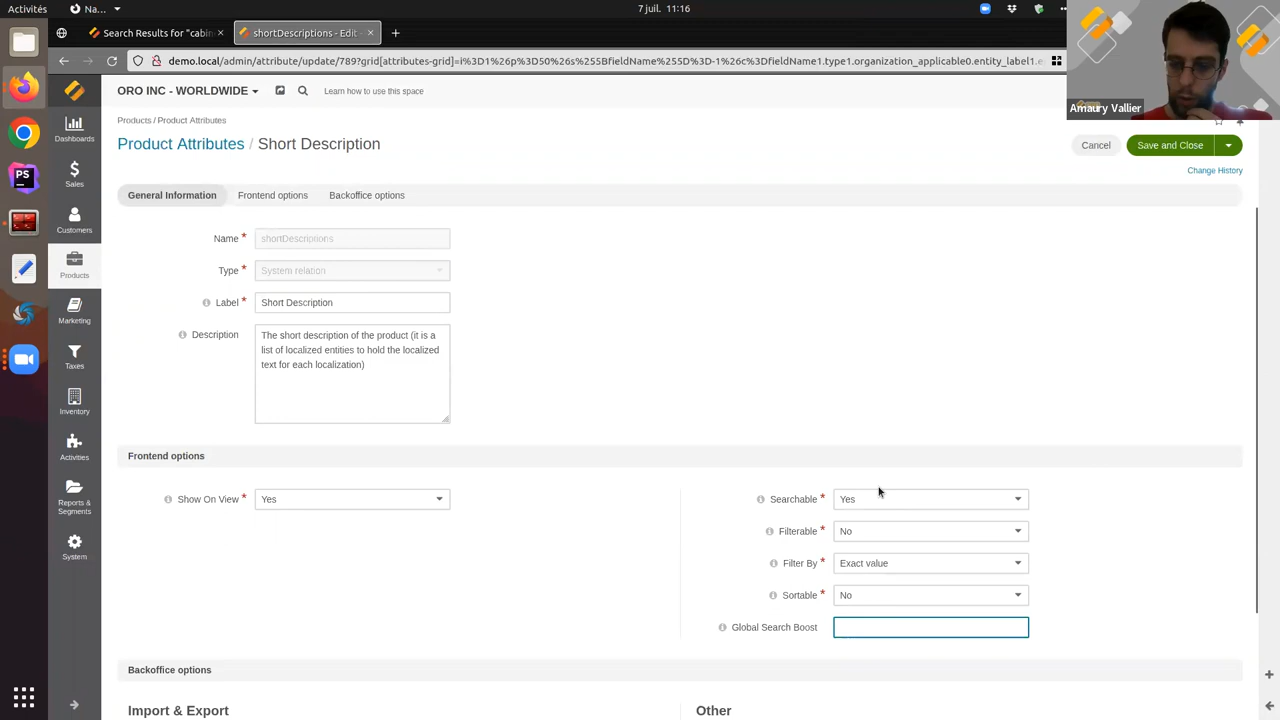 Activités
Na...
7 juil. 11:16
Search Results for "cabin
shortDescriptions - Edit -
demo.local/admin/attribute/update/789?grid[attributes-grid]=i%3D1%26p%3D50%26s%255BfieldName%255D%3D-1%26c%3DfieldName1.type1.organization_applicable0.entity_label1.e
ORO INC - WORLDWIDE
Learn how to use this space
Amaury Vallier
Products / Product Attributes
Product Attributes / Short Description
Cancel
Save and Close
Change History
Dashboards
Sales
Customers
Products
Marketing
Taxes
Inventory
Activities
Reports & Segments
System
PS
General Information
Frontend options
Backoffice options
Name *
shortDescriptions
Type *
System relation
Label *
Short Description
Description
The short description of the product (it is a
list of localized entities to hold the localized
text for each localization)
Frontend options
Show On View *
Yes
Searchable *
Yes
Filterable *
No
Filter By *
Exact value
Sortable *
No
Global Search Boost
Backoffice options
Import & Export
Other